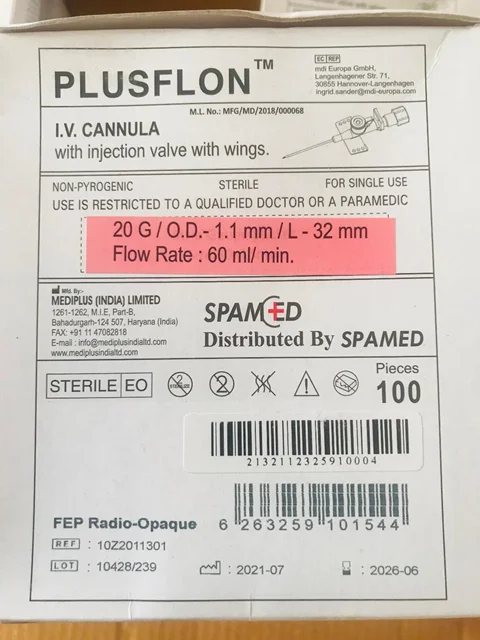 PLUSFLON™
EC REP
mdi Europa GmbH,
Langenhagener Str. 71,
30855 Hannover-Langenhagen
ingrid.sander@mdi-europa.com
M.L. No.: MFG/MD/2018/000068
I.V. CANNULA
with injection valve with wings.
NON-PYROGENIC STERILE FOR SINGLE USE
USE IS RESTRICTED TO A QUALIFIED DOCTOR OR A PARAMEDIC
20 G / O.D.- 1.1 mm / L - 32 mm
Flow Rate : 60 ml/ min.
Mfd. By:-
MEDIPLUS (INDIA) LIMITED
1261-1262, M.I.E, Part-B,
Bahadurgarh-124 507, Haryana (India)
FAX: +91 11 47082818
E-mail : info@mediplusindialtd.com
www.mediplusindialtd.com
SPAMED
Distributed By SPAMED
STERILE EO
STERILIZE
2
Pieces
100
2132112325910004
FEP Radio-Opaque
6 263259 101544
REF : 10Z2011301
LOT : 10428/239
: 2021-07
: 2026-06